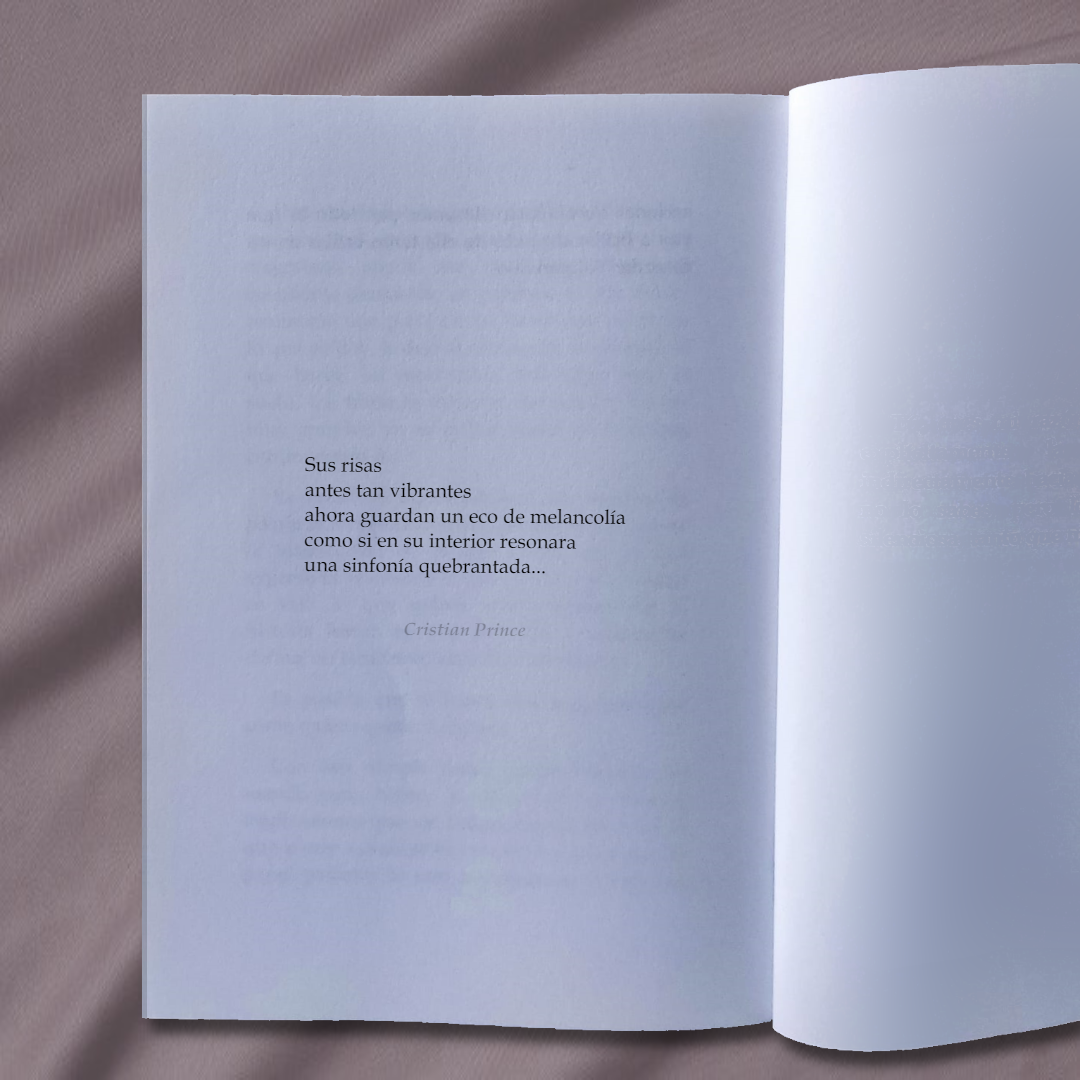 Sus risas
antes tan vibrantes
ahora guardan un eco de melancolía
como si en su interior resonara
una sinfonía quebrantada...
Cristian Prince